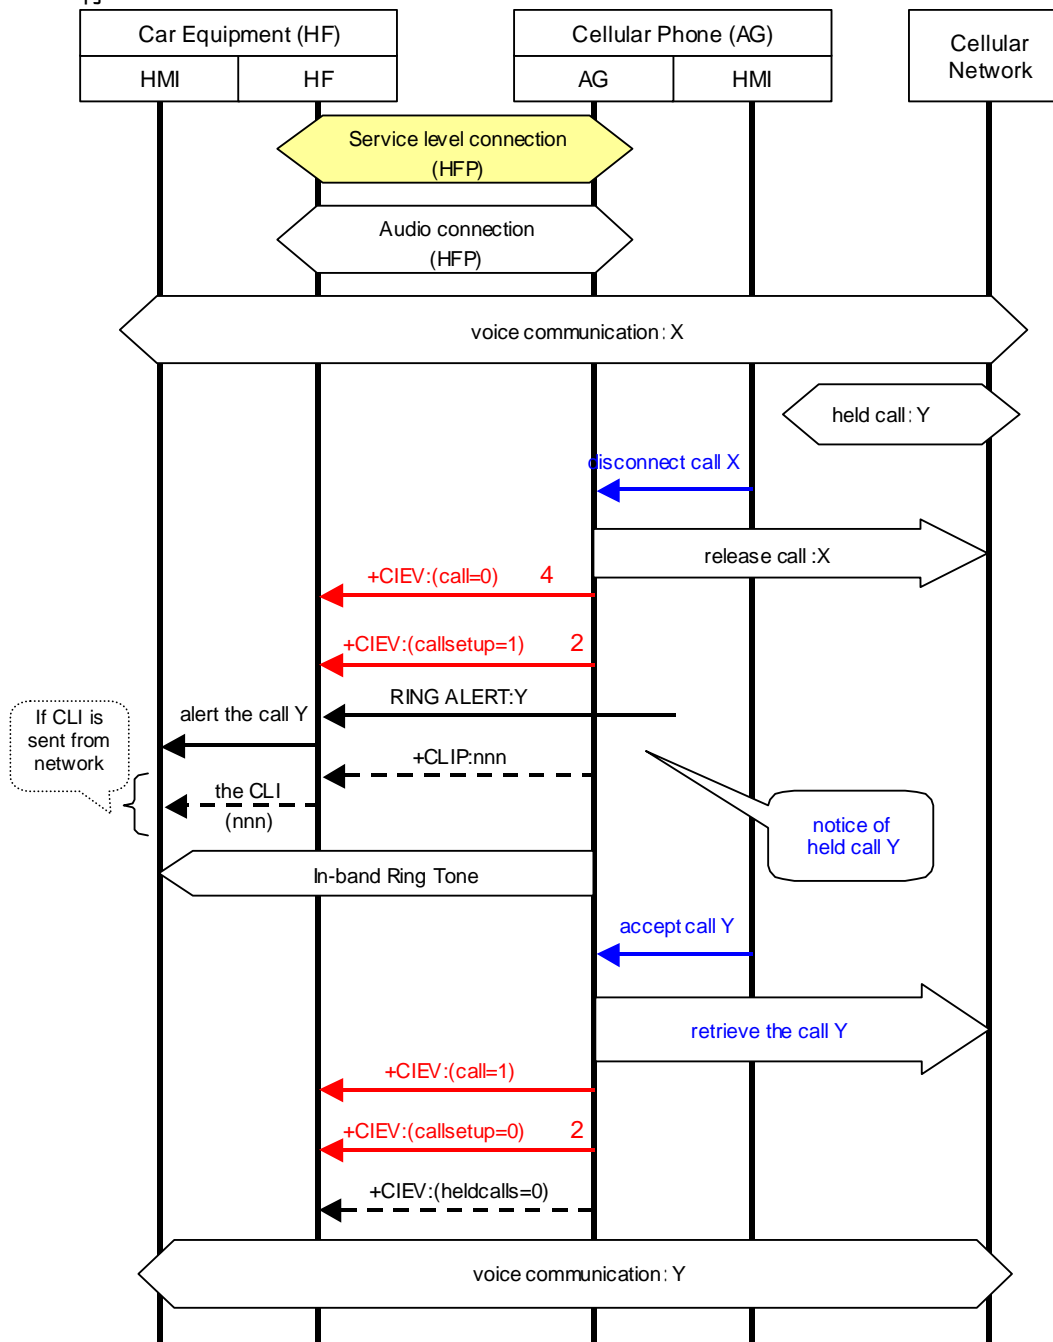 Car Equipment (HF)
Cellular Phone (AG)
Cellular
Network
HMI
HF
AG
HMI
Service level connection
(HFP)
Audio connection
(HFP)
voice communication: X
held call: Y
disconnect call X
release call :X
+CIEV:(call=0) 4
+CIEV:(callsetup=1) 2
RING ALERT:Y
If CLI is
sent from
network
alert the call Y
+CLIP:nnn
the CLI
(nnn)
notice of
held call Y
In-band Ring Tone
accept call Y
retrieve the call Y
+CIEV:(call=1)
+CIEV:(callsetup=0) 2
+CIEV:(heldcalls=0)
voice communication: Y